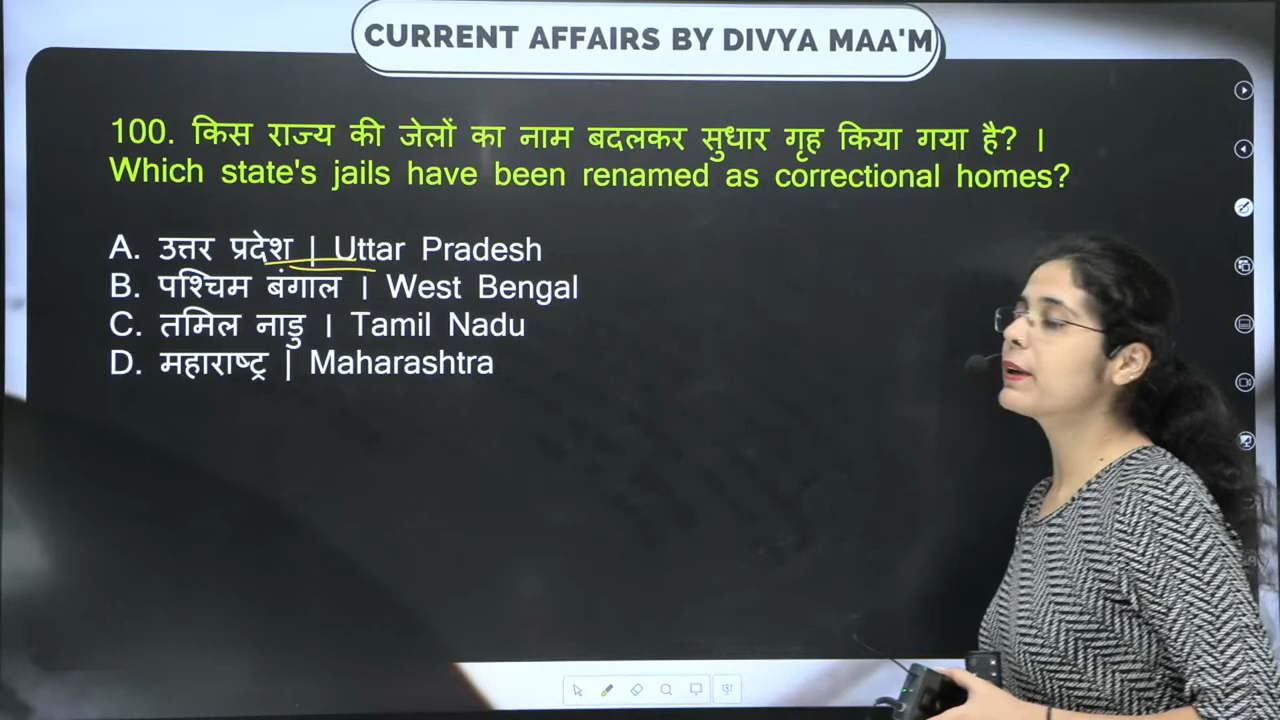 CURRENT AFFAIRS BY DIVYA MAA'M
100. किस राज्य की जेलों का नाम बदलकर सुधार गृह किया गया है? |
Which state's jails have been renamed as correctional homes?
A. उत्तर प्रदेश | Uttar Pradesh
B. पश्चिम बंगाल | West Bengal
C. तमिल नाडु | Tamil Nadu
D. महाराष्ट्र | Maharashtra